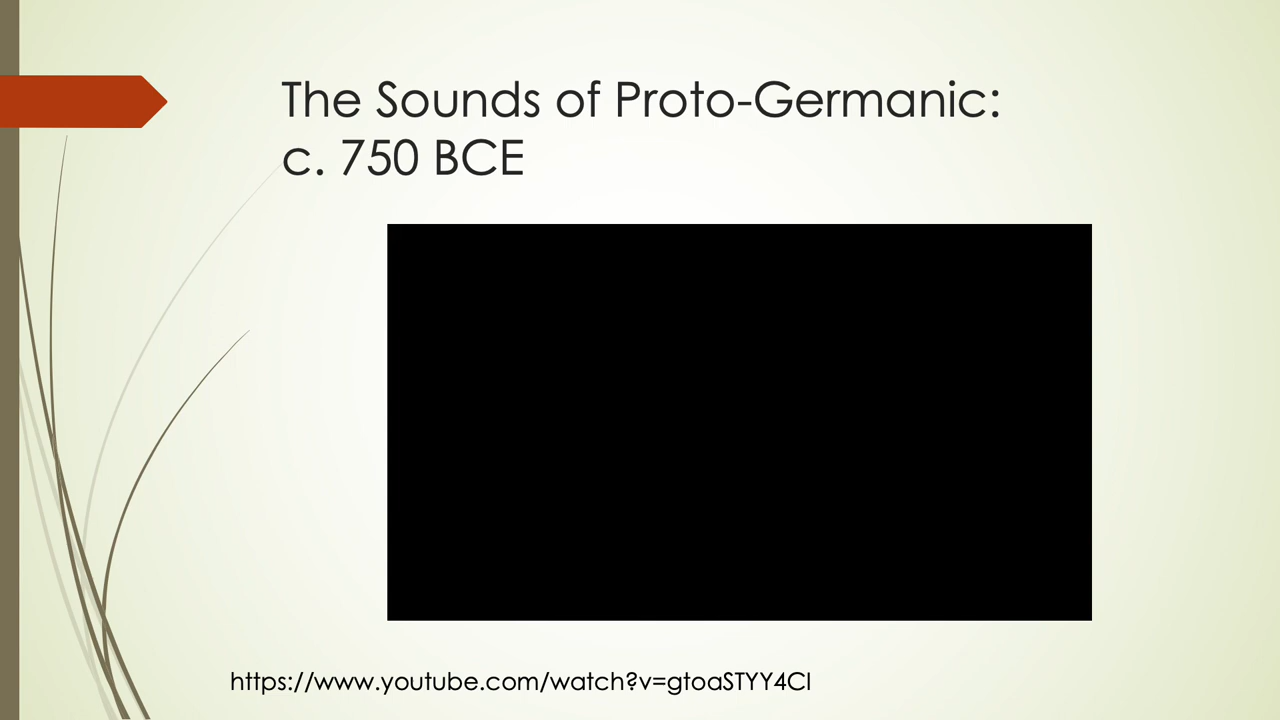 The Sounds of Proto-Germanic:
c. 750 BCE
https://www.youtube.com/watch?v=gtoaSTYY4CI